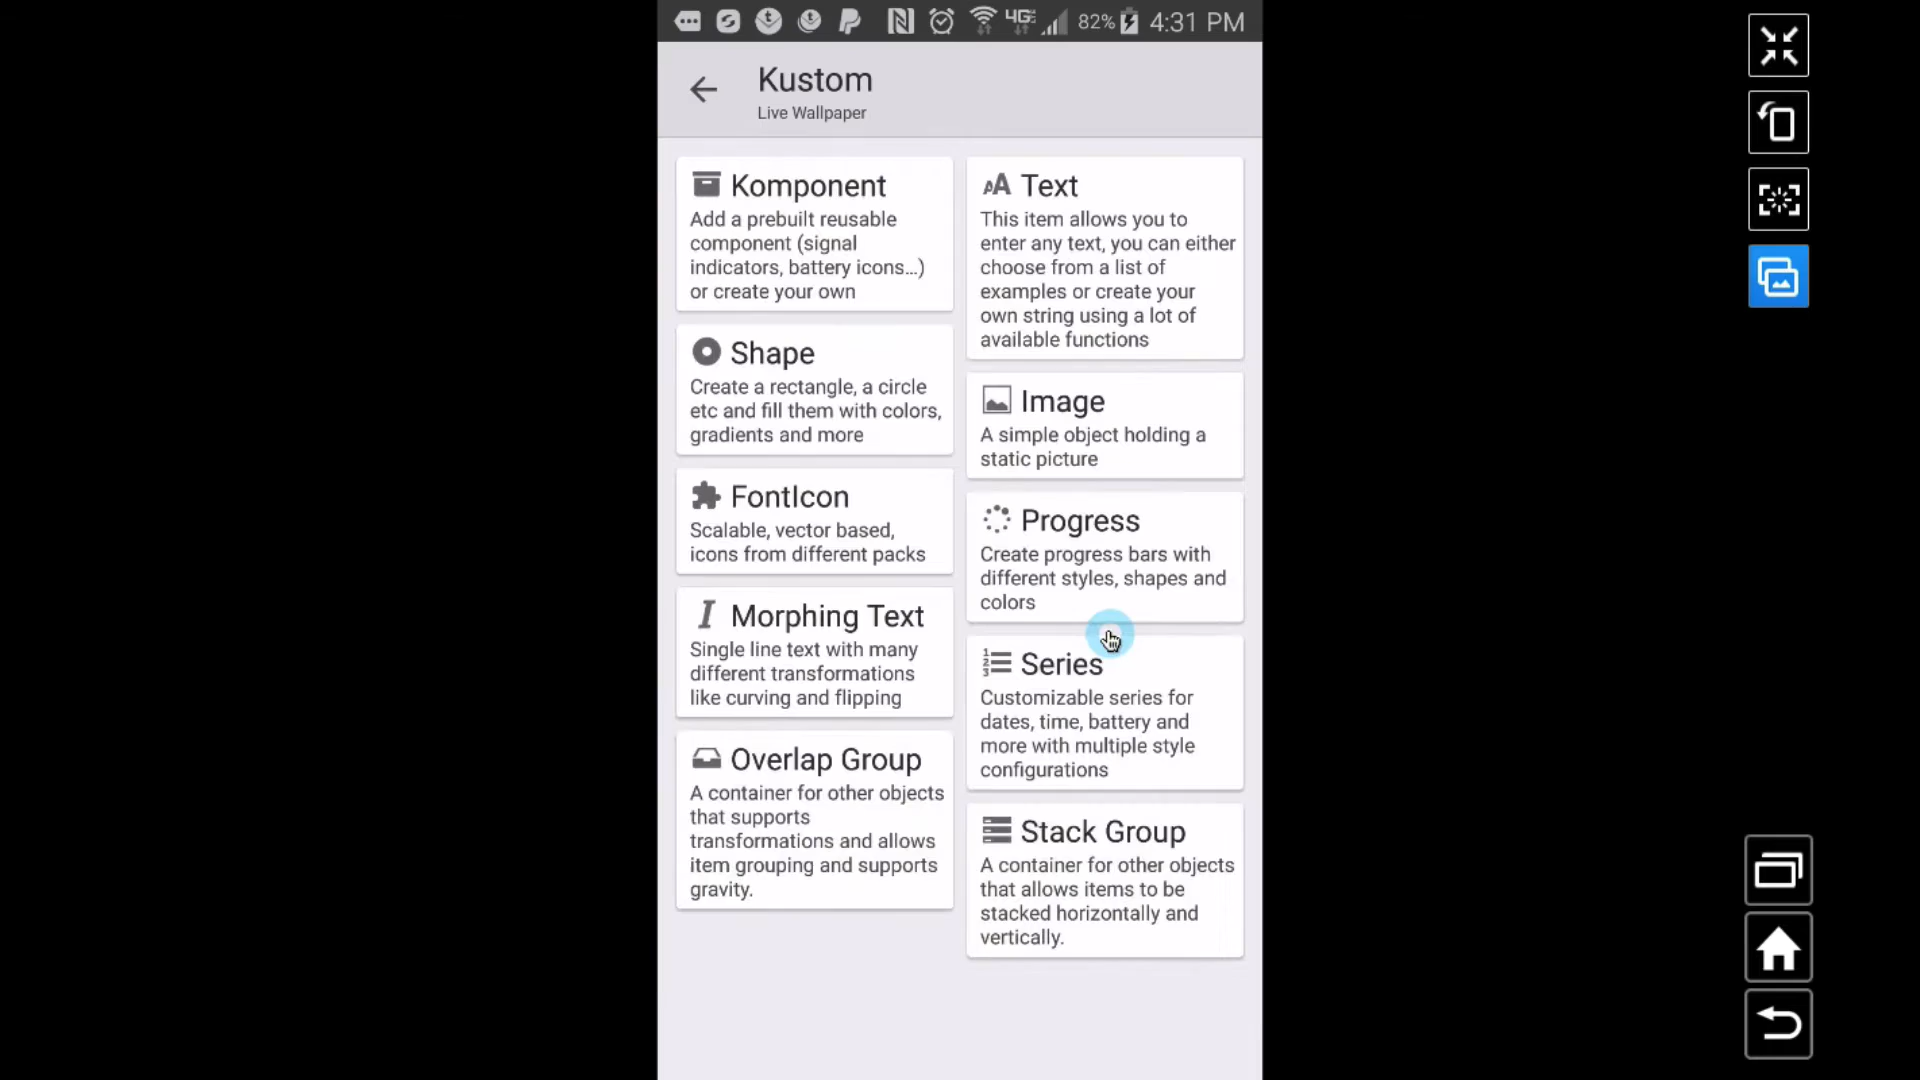 4G 82% 4:31 PM
Kustom
Live Wallpaper
Komponent
Add a prebuilt reusable
component (signal
indicators, battery icons...)
or create your own
Shape
Create a rectangle, a circle
etc and fill them with colors,
gradients and more
FontIcon
Scalable, vector based,
icons from different packs
Morphing Text
Single line text with many
different transformations
like curving and flipping
Overlap Group
A container for other objects
that supports
transformations and allows
item grouping and supports
gravity.
AA Text
This item allows you to
enter any text, you can either
choose from a list of
examples or create your
own string using a lot of
available functions
Image
A simple object holding a
static picture
Progress
Create progress bars with
different styles, shapes and
colors
Series
Customizable series for
dates, time, battery and
more with multiple style
configurations
Stack Group
A container for other objects
that allows items to be
stacked horizontally and
vertically.